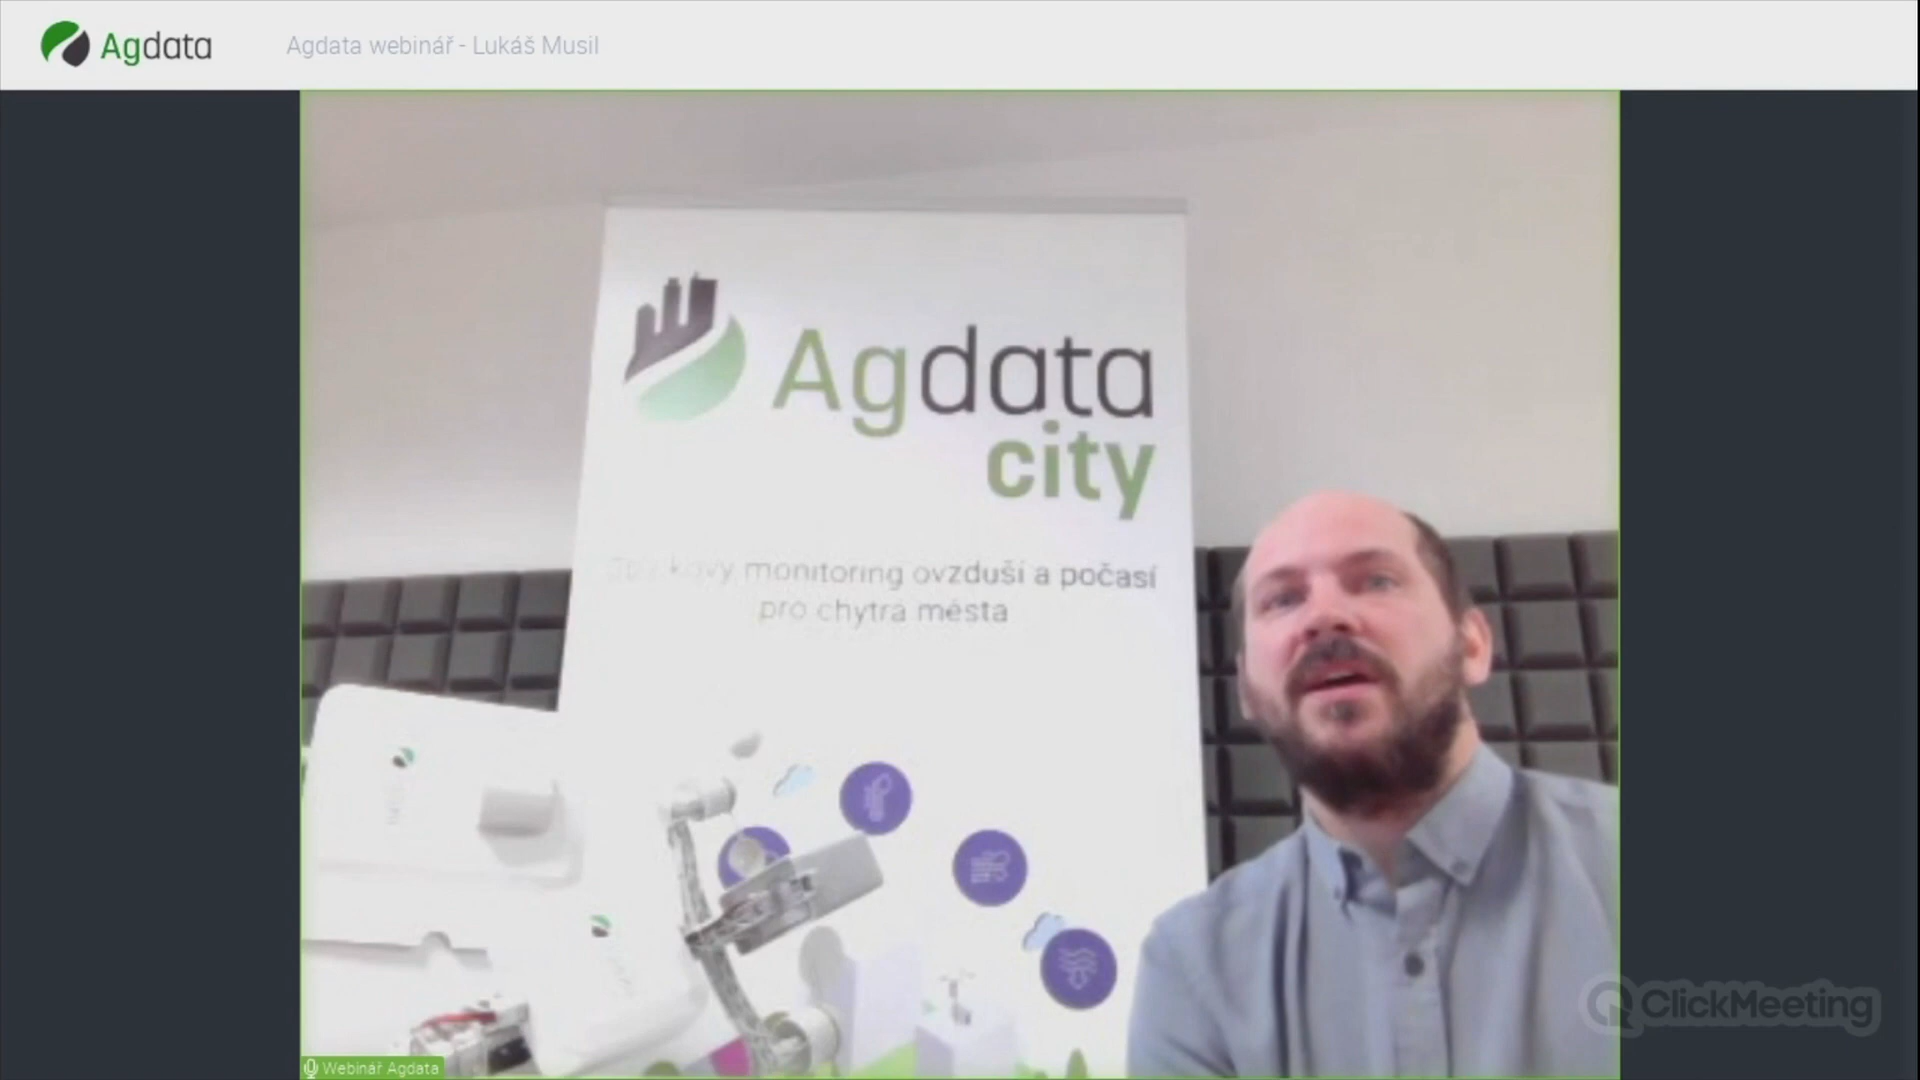 Agdata
Agdata webinář - Lukáš Musil
Agdata
city
monitoring ovzduší a počasí
pro chytrá města
ClickMeeting
Webinář Agdata